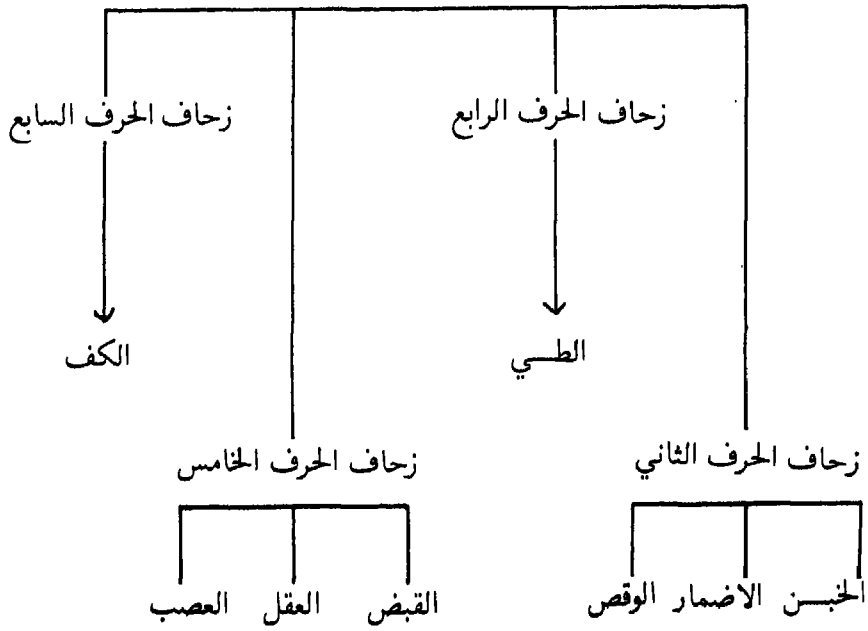 زحاف الحرف الرابع زحاف الحرف السابع
الطي الكف
زحاف الحرف الثاني زحاف الحرف الخامس
الخبن الاضمار الوقص القبض العقل العصب